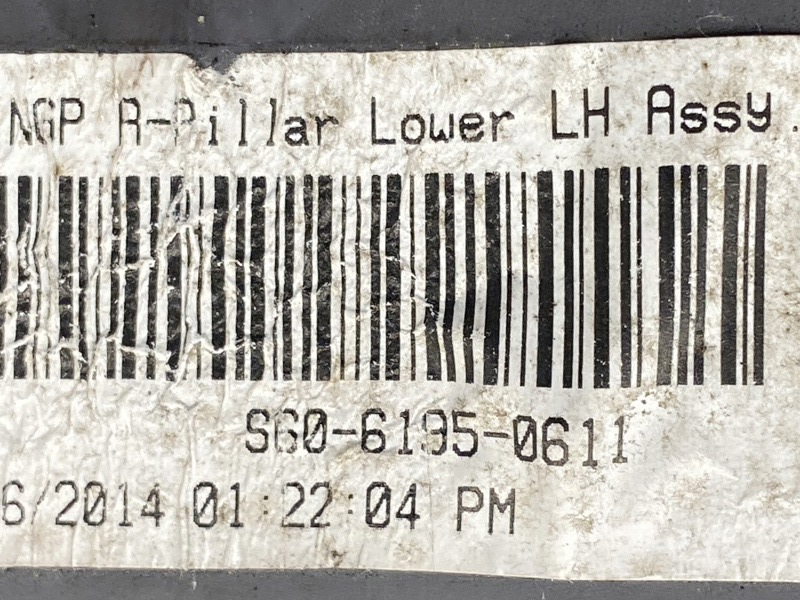 NGP A-Pillar Lower LH Assy.
S60-6195-0611
6/2014 01:22:04 PM